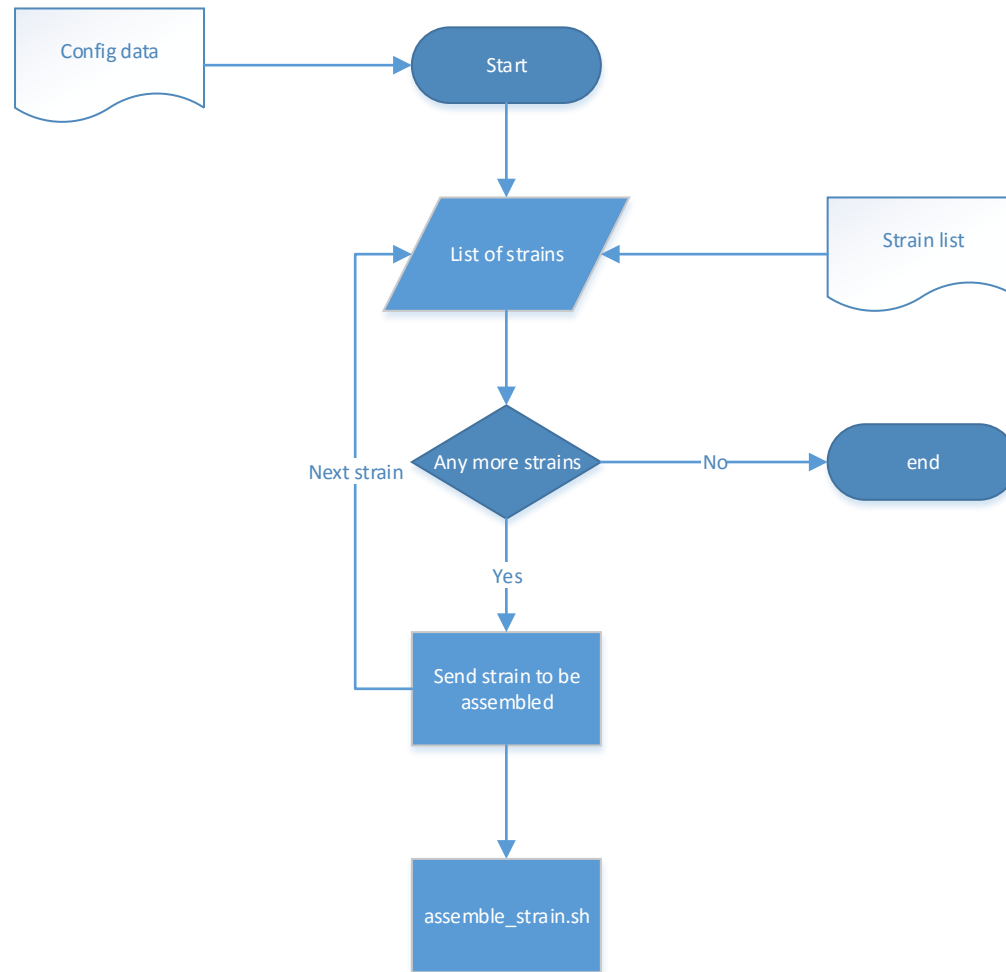 Config data
Start
List of strains
Strain list
Any more strains
No
end
Next strain
Yes
Send strain to be
assembled
assemble_strain.sh